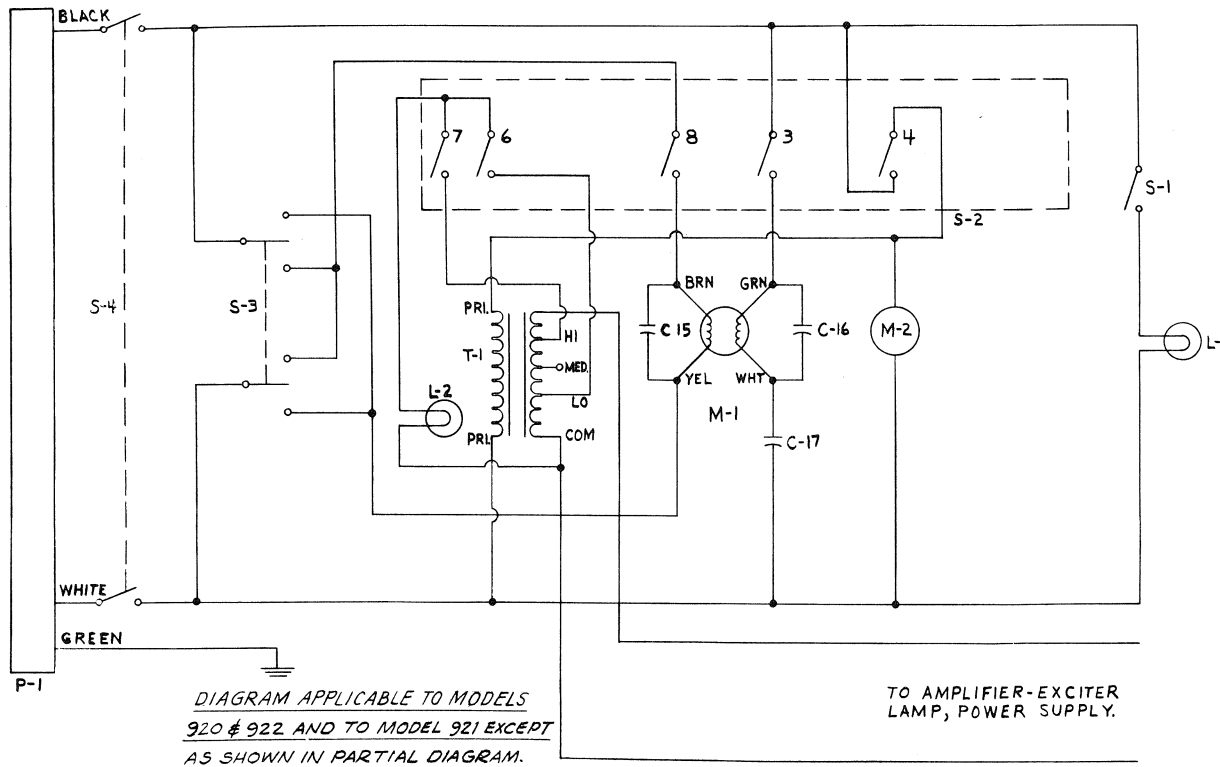 BLACK
7
6
8
3
4
S-1
S-2
S-4
S-3
BRN
GRN
PRI.
HI
C 15
C-16
M-2
T-1
MED.
L-
L-2
LO
YEL
WHT
M-1
PRI.
COM
C-17
WHITE
GREEN
P-1
DIAGRAM APPLICABLE TO MODELS
920 & 922 AND TO MODEL 921 EXCEPT
AS SHOWN IN PARTIAL DIAGRAM.
TO AMPLIFIER-EXCITER
LAMP, POWER SUPPLY.